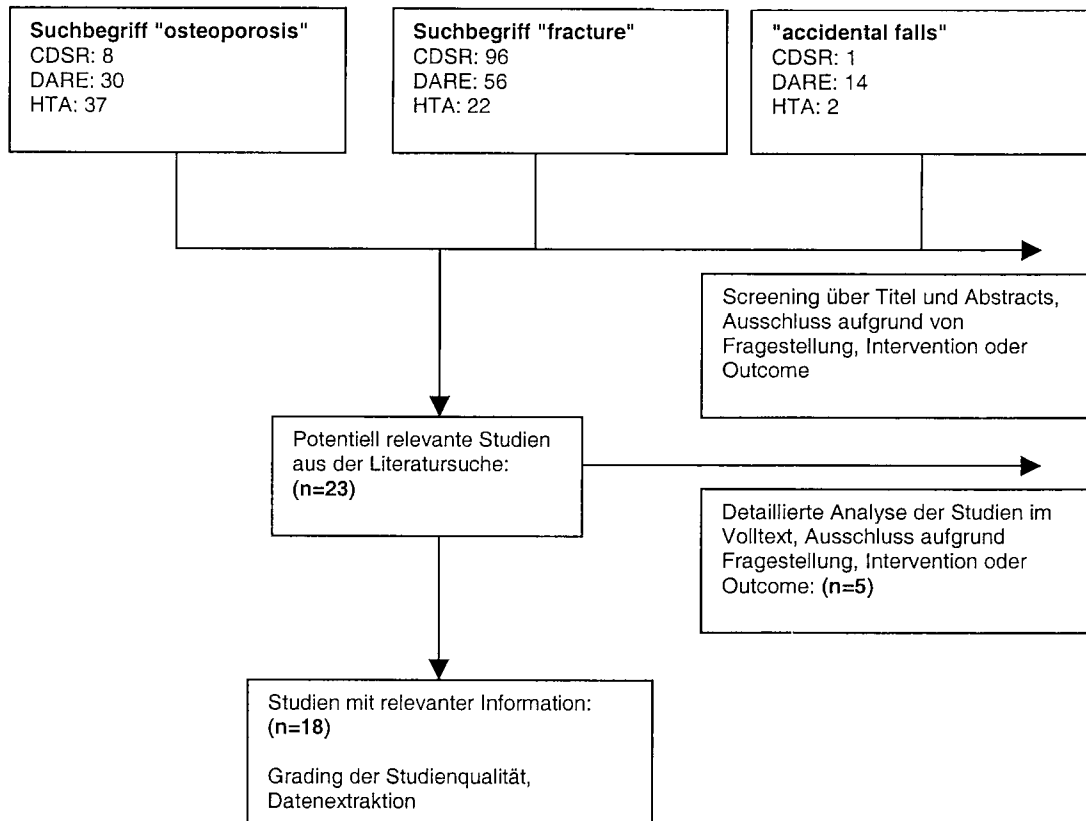 Suchbegriff "osteoporosis"
CDSR: 8
DARE: 30
HTA: 37
Suchbegriff "fracture"
CDSR: 96
DARE: 56
HTA: 22
"accidental falls"
CDSR: 1
DARE: 14
HTA: 2
Screening über Titel und Abstracts,
Ausschluss aufgrund von
Fragestellung, Intervention oder
Outcome
Potentiell relevante Studien
aus der Literatursuche:
(n=23)
Detaillierte Analyse der Studien im
Volltext, Ausschluss aufgrund
Fragestellung, Intervention oder
Outcome: (n=5)
Studien mit relevanter Information:
(n=18)
Grading der Studienqualität,
Datenextraktion